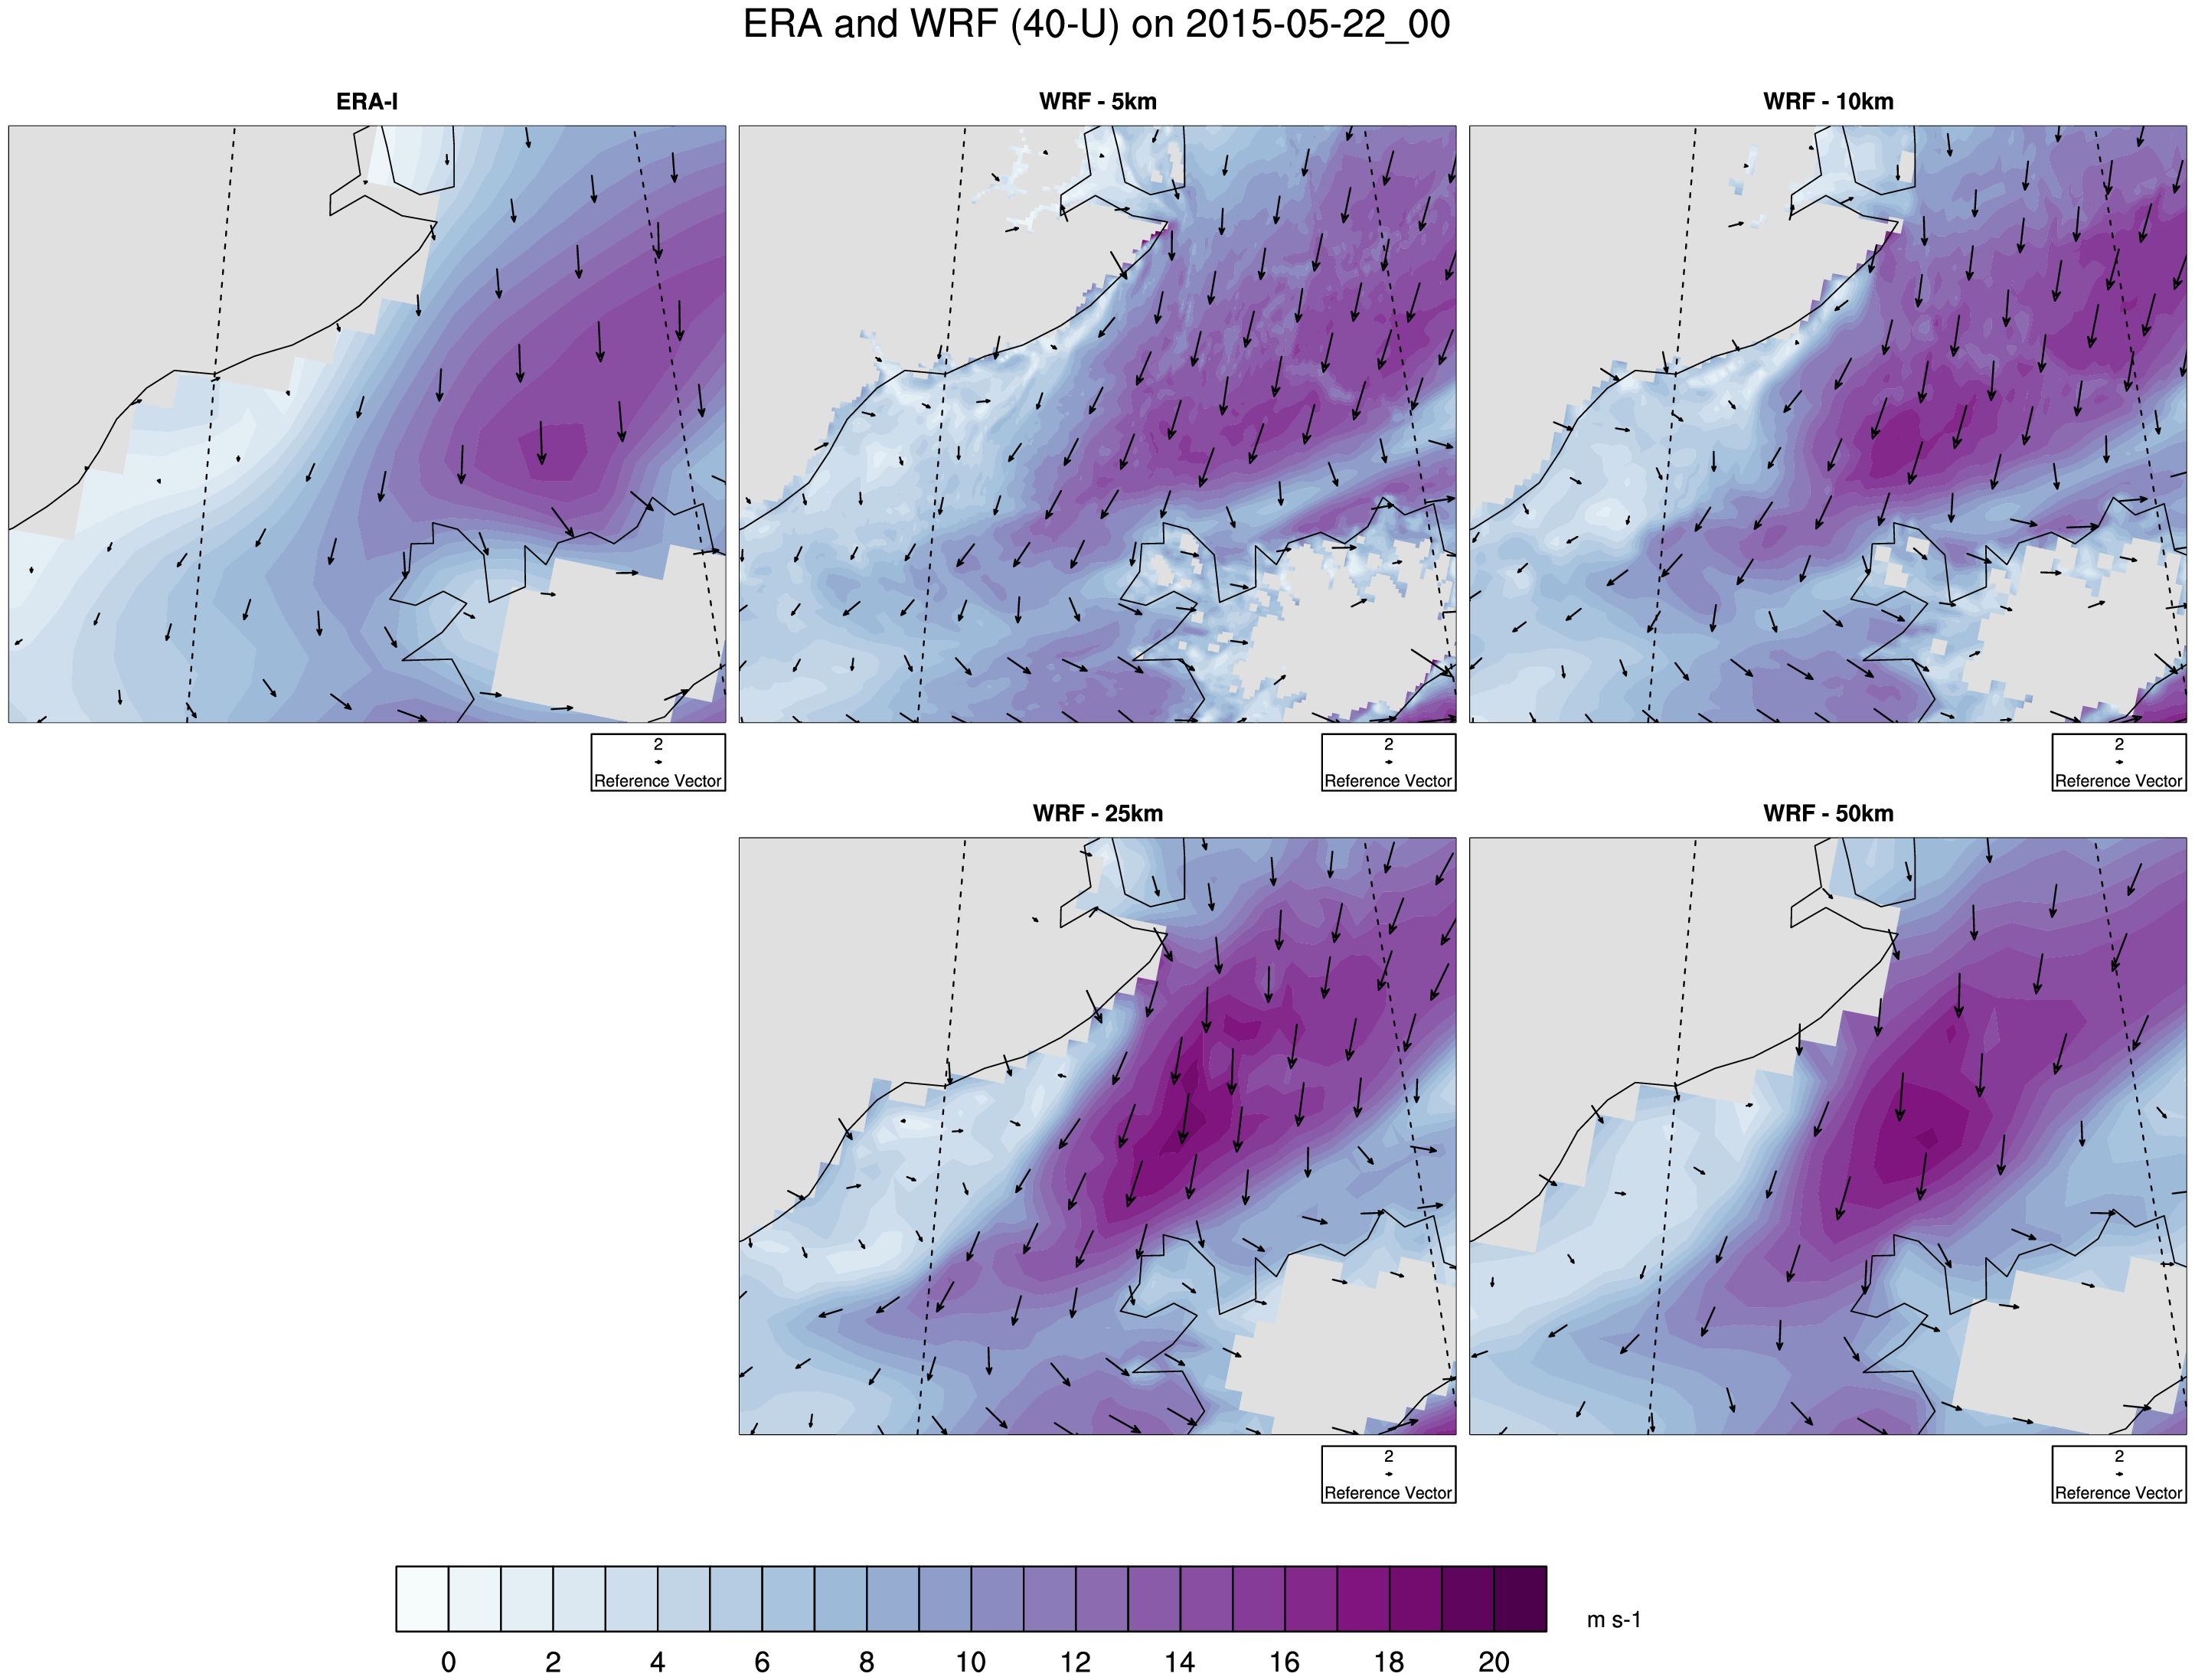 ERA and WRF (40-U) on 2015-05-22_00
ERA-I
WRF - 5km
WRF - 10km
2
Reference Vector
2
Reference Vector
2
Reference Vector
WRF - 25km
WRF - 50km
2
Reference Vector
2
Reference Vector
m s-1
0 2 4 6 8 10 12 14 16 18 20